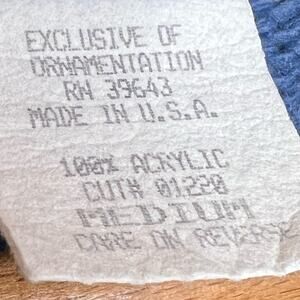 EXCLUSIVE OF
ORNAMENTATION
RN 39643
MADE IN U.S.A.
100% ACRYLIC
CUT# 01220
MEDIUM
CARE ON REVERSE